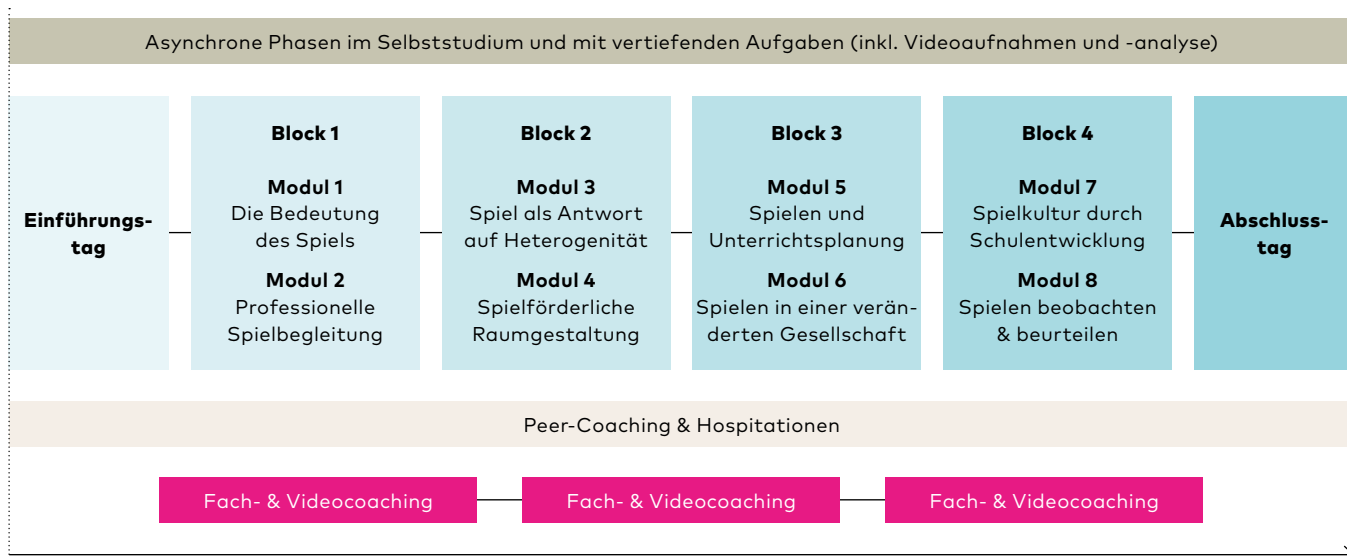 Asynchrone Phasen im Selbststudium und mit vertiefenden Aufgaben (inkl. Videoaufnahmen und -analyse)
Einführungs-
tag
Block 1
Modul 1
Die Bedeutung
des Spiels
Modul 2
Professionelle
Spielbegleitung
Block 2
Modul 3
Spiel als Antwort
auf Heterogenität
Modul 4
Spielförderliche
Raumgestaltung
Block 3
Modul 5
Spielen und
Unterrichtsplanung
Modul 6
Spielen in einer verän-
derten Gesellschaft
Block 4
Modul 7
Spielkultur durch
Schulentwicklung
Modul 8
Spielen beobachten
& beurteilen
Abschluss-
tag
Peer-Coaching & Hospitationen
Fach- & Videocoaching
Fach- & Videocoaching
Fach- & Videocoaching